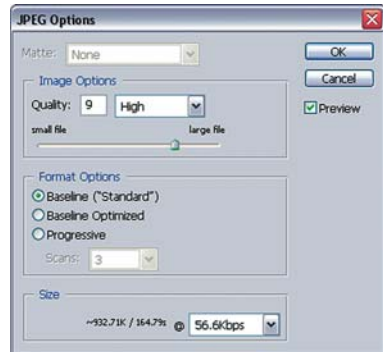 JPEG Options
Matte: None
OK
Image Options
Cancel
Quality: 9 High
Preview
small file large file
Format Options
Baseline ("Standard")
Baseline Optimized
Progressive
Scans: 3
Size
~932.71K / 164.79s @ 56.6Kbps